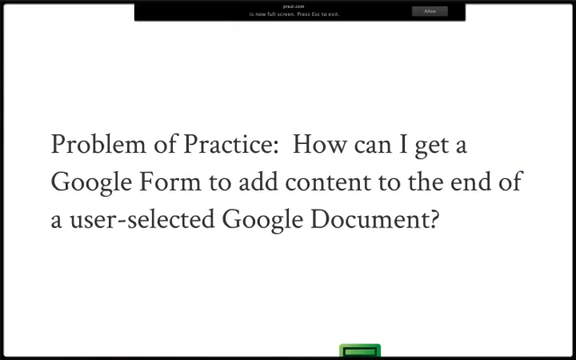 prezi.com
is now full screen. Press Esc to exit.
Allow
Problem of Practice: How can I get a
Google Form to add content to the end of
a user-selected Google Document?